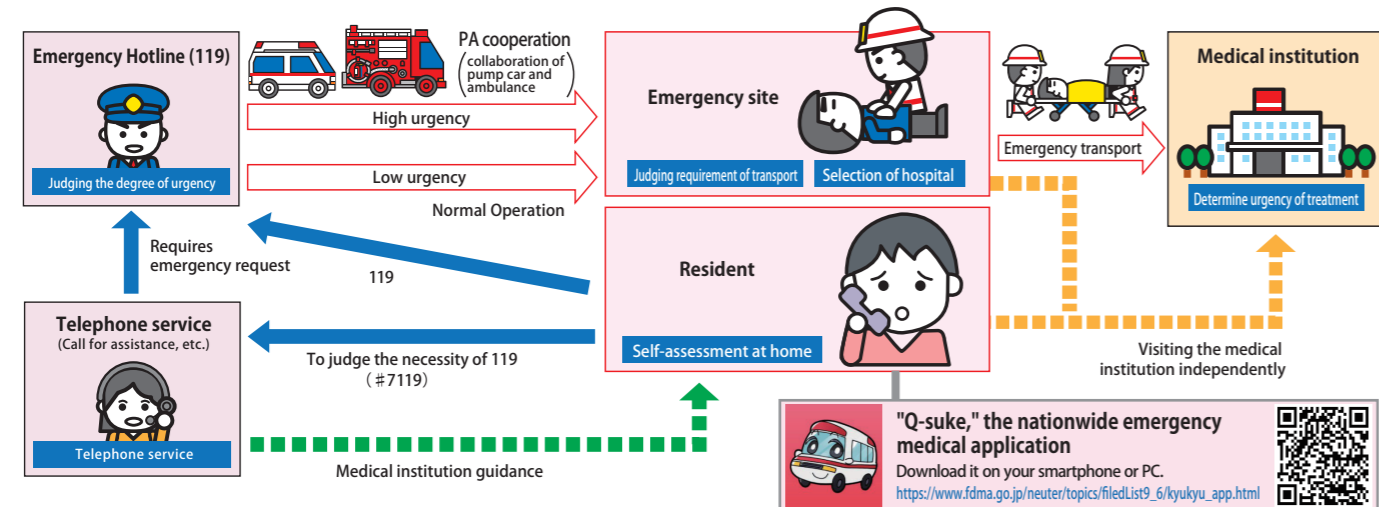 Emergency Hotline (119)
Judging the degree of urgency
PA cooperation
(collaboration of
pump car and
ambulance)
High urgency
Low urgency
Normal Operation
Emergency site
Judging requirement of transport
Selection of hospital
Emergency transport
Medical institution
Determine urgency of treatment
Requires
emergency request
119
Resident
Self-assessment at home
Telephone service
(Call for assistance, etc.)
Telephone service
To judge the necessity of 119
(♯7119)
Medical institution guidance
Visiting the medical
institution independently
"Q-suke," the nationwide emergency
medical application
Download it on your smartphone or PC.
https://www.fdma.go.jp/neuter/topics/filedList9_6/kyukyu_app.html